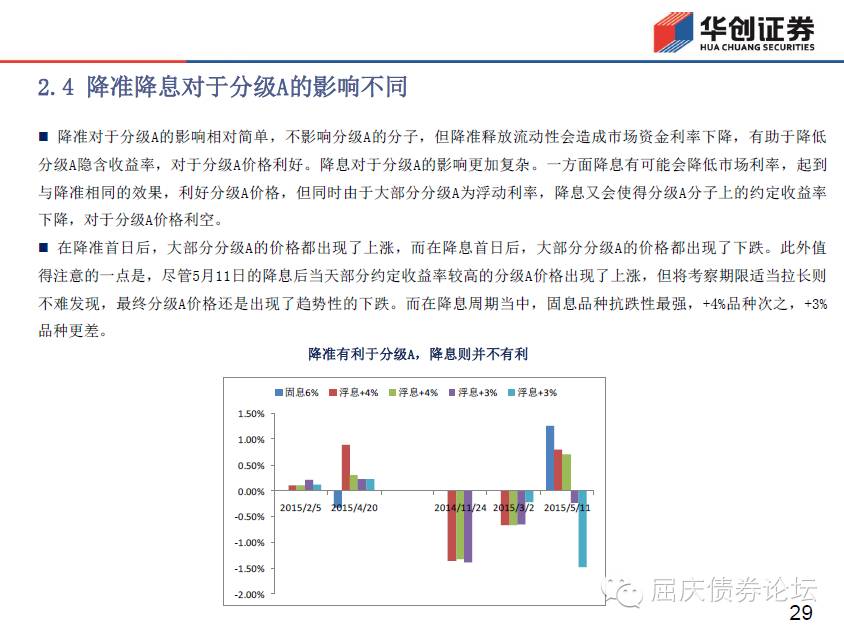 华创证券
HUA CHUANG SECURITIES
2.4 降准降息对于分级A的影响不同
■ 降准对于分级A的影响相对简单，不影响分级A的分子，但降准释放流动性会造成市场资金利率下降，有助于降低
分级A隐含收益率，对于分级A价格利好。降息对于分级A的影响更加复杂。一方面降息有可能会降低市场利率，起到
与降准相同的效果，利好分级A价格，但同时由于大部分分级A为浮动利率，降息又会使得分级A分子上的约定收益率
下降，对于分级A价格利空。
■ 在降准首日后，大部分分级A的价格都出现了上涨，而在降息首日后，大部分分级A的价格都出现了下跌。此外值
得注意的一点是，尽管5月11日的降息后当天部分约定收益率较高的分级A价格出现了上涨，但将考察期限适当拉长则
不难发现，最终分级A价格还是出现了趋势性的下跌。而在降息周期当中，固息品种抗跌性最强，+4%品种次之，+3%
品种更差。
降准有利于分级A，降息则并不有利
固息6% 浮息+4% 浮息+4% 浮息+3% 浮息+3%
1.50%
1.00%
0.50%
0.00%
2015/2/5 2015/4/20 2014/11/24 2015/3/2 2015/5/11
-0.50%
-1.00%
-1.50%
-2.00%
屈庆债券论坛
29